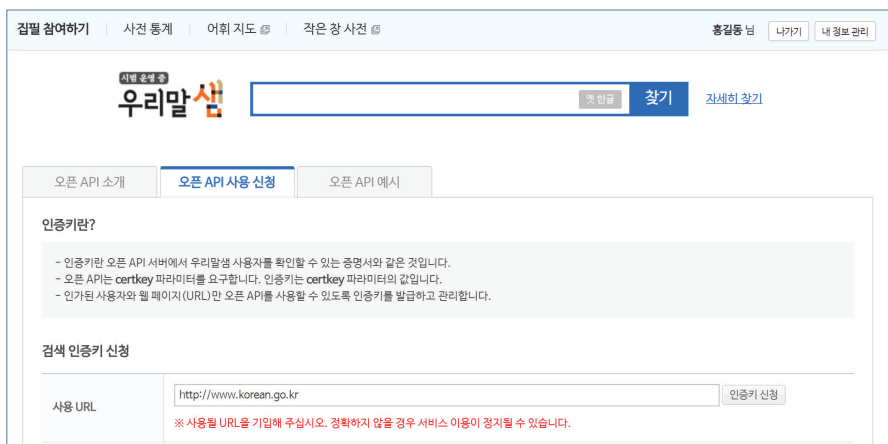 집필 참여하기 사전 통계 어휘 지도 작은 창 사전 홍길동 님 나가기 내 정보 관리
시범 운영 중
우리말샘 옛 한글 찾기 자세히 찾기
오픈 API 소개 오픈 API 사용 신청 오픈 API 예시
인증키란?
- 인증키란 오픈 API 서버에서 우리말샘 사용자를 확인할 수 있는 증명서와 같은 것입니다.
- 오픈 API는 certkey 파라미터를 요구합니다. 인증키는 certkey 파라미터의 값입니다.
- 인가된 사용자와 웹 페이지(URL)만 오픈 API를 사용할 수 있도록 인증키를 발급하고 관리합니다.
검색 인증키 신청
사용 URL http://www.korean.go.kr 인증키 신청
※ 사용될 URL을 기입해 주십시오. 정확하지 않을 경우 서비스 이용이 정지될 수 있습니다.